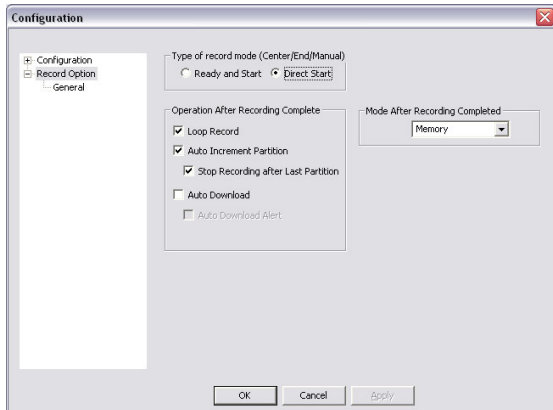 Configuration
Configuration
Record Option
General
Type of record mode (Center/End/Manual)
Ready and Start
Direct Start
Operation After Recording Complete
Loop Record
Auto Increment Partition
Stop Recording after Last Partition
Auto Download
Auto Download Alert
Mode After Recording Completed
Memory
OK
Cancel
Apply